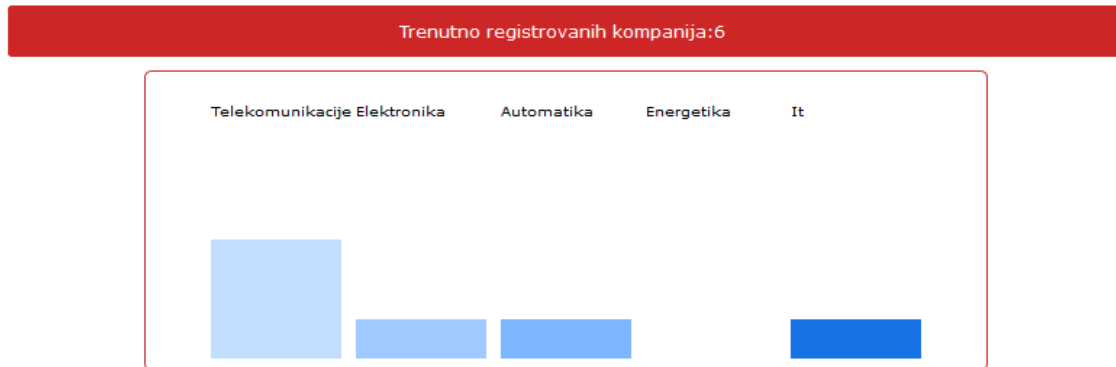 Trenutno registrovanih kompanija:6
Telekomunikacije Elektronika Automatika Energetika It